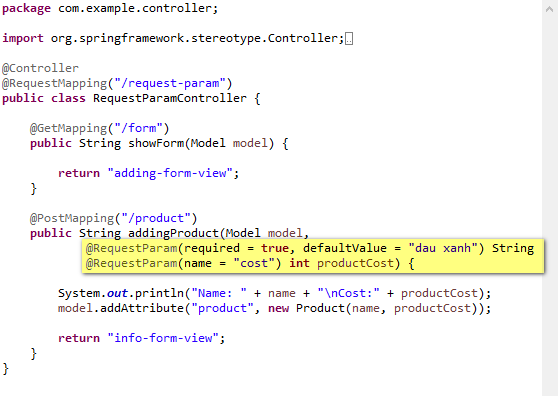 package com.example.controller;
import org.springframework.stereotype.Controller;
@Controller
@RequestMapping("/request-param")
public class RequestParamController {
@GetMapping("/form")
public String showForm(Model model) {
return "adding-form-view";
}
@PostMapping("/product")
public String addingProduct(Model model,
@RequestParam(required = true, defaultValue = "dau xanh") String
@RequestParam(name = "cost") int productCost) {
System.out.println("Name: " + name + "\nCost:" + productCost);
model.addAttribute("product", new Product(name, productCost));
return "info-form-view";
}
}